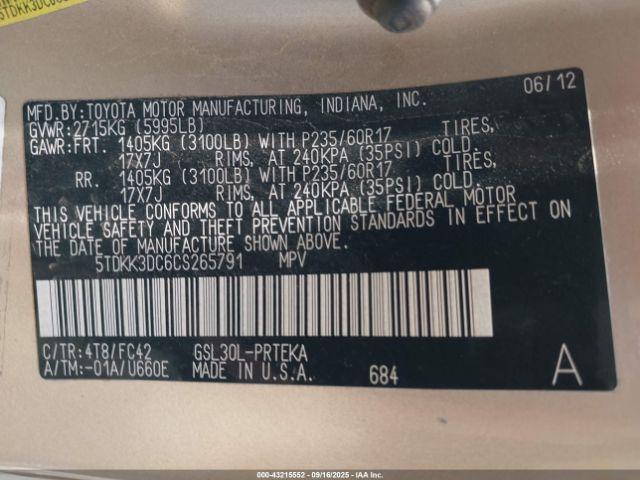 MFD.BY:TOYOTA MOTOR MANUFACTURING, INDIANA, INC. 06/12
GVWR:2715KG (5995LB)
GAWR:FRT. 1405KG (3100LB) WITH P235/60R17 TIRES,
17X7J RIMS, AT 240KPA (35PSI) COLD.
RR. 1405KG (3100LB) WITH P235/60R17 TIRES,
17X7J RIMS, AT 240KPA (35PSI) COLD.
THIS VEHICLE CONFORMS TO ALL APPLICABLE FEDERAL MOTOR
VEHICLE SAFETY AND THEFT PREVENTION STANDARDS IN EFFECT ON
THE DATE OF MANUFACTURE SHOWN ABOVE.
5TDKK3DC6CS265791 MPV
C/TR:4T8/FC42 GSL30L-PRTEKA
A/TM:-01A/U660E MADE IN U.S.A. 684 A
000-43215552 - 09/16/2025 - IAAI.com